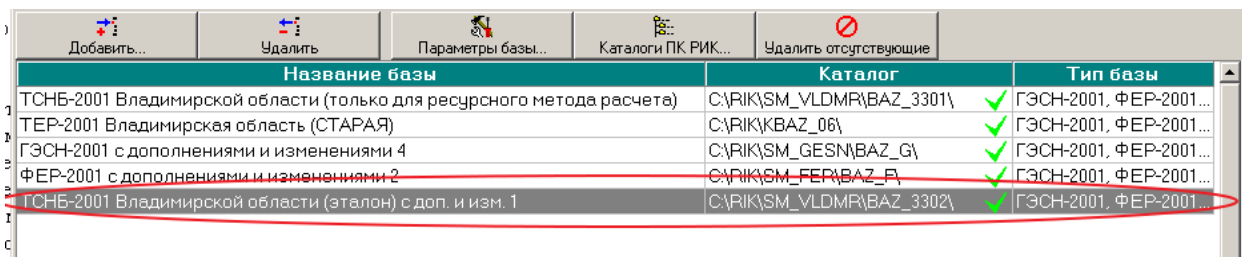 Добавить... Удалить Параметры базы... Каталоги ПК РИК... Удалить отсутствующие
Название базы Каталог Тип базы
ТСНБ-2001 Владимирской области (только для ресурсного метода расчета) C:\RIK\SM_VLDMR\BAZ_3301\ ГЭСН-2001, ФЕР-2001...
ТЕР-2001 Владимирская область (СТАРАЯ) C:\RIK\KBAZ_06\ ГЭСН-2001, ФЕР-2001...
ГЭСН-2001 с дополнениями и изменениями 4 C:\RIK\SM_GESN\BAZ_G\ ГЭСН-2001, ФЕР-2001...
ФЕР-2001 с дополнениями и изменениями 2 C:\RIK\SM_FER\BAZ_F\ ГЭСН-2001, ФЕР-2001...
ТСНБ-2001 Владимирской области (эталон) с доп. и изм. 1 C:\RIK\SM_VLDMR\BAZ_3302\ ГЭСН-2001, ФЕР-2001...